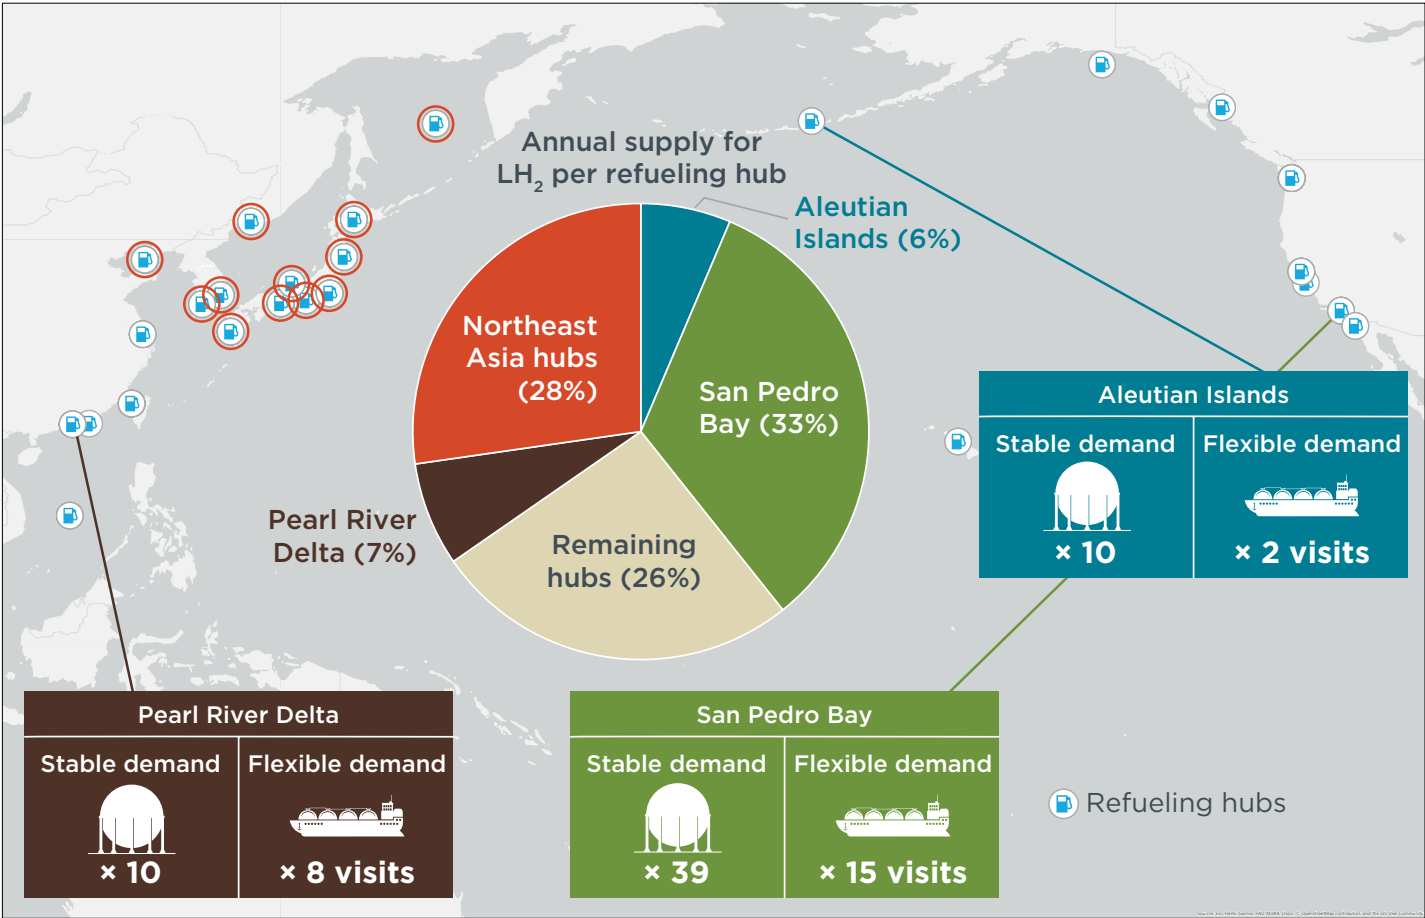 Annual supply for
LH₂ per refueling hub
Aleutian
Islands (6%)
Northeast
Asia hubs
(28%)
San Pedro
Bay (33%)
Pearl River
Delta (7%)
Remaining
hubs (26%)
Aleutian Islands
Stable demand
Flexible demand
× 10
× 2 visits
Pearl River Delta
Stable demand
Flexible demand
× 10
× 8 visits
San Pedro Bay
Stable demand
Flexible demand
× 39
× 15 visits
Refueling hubs